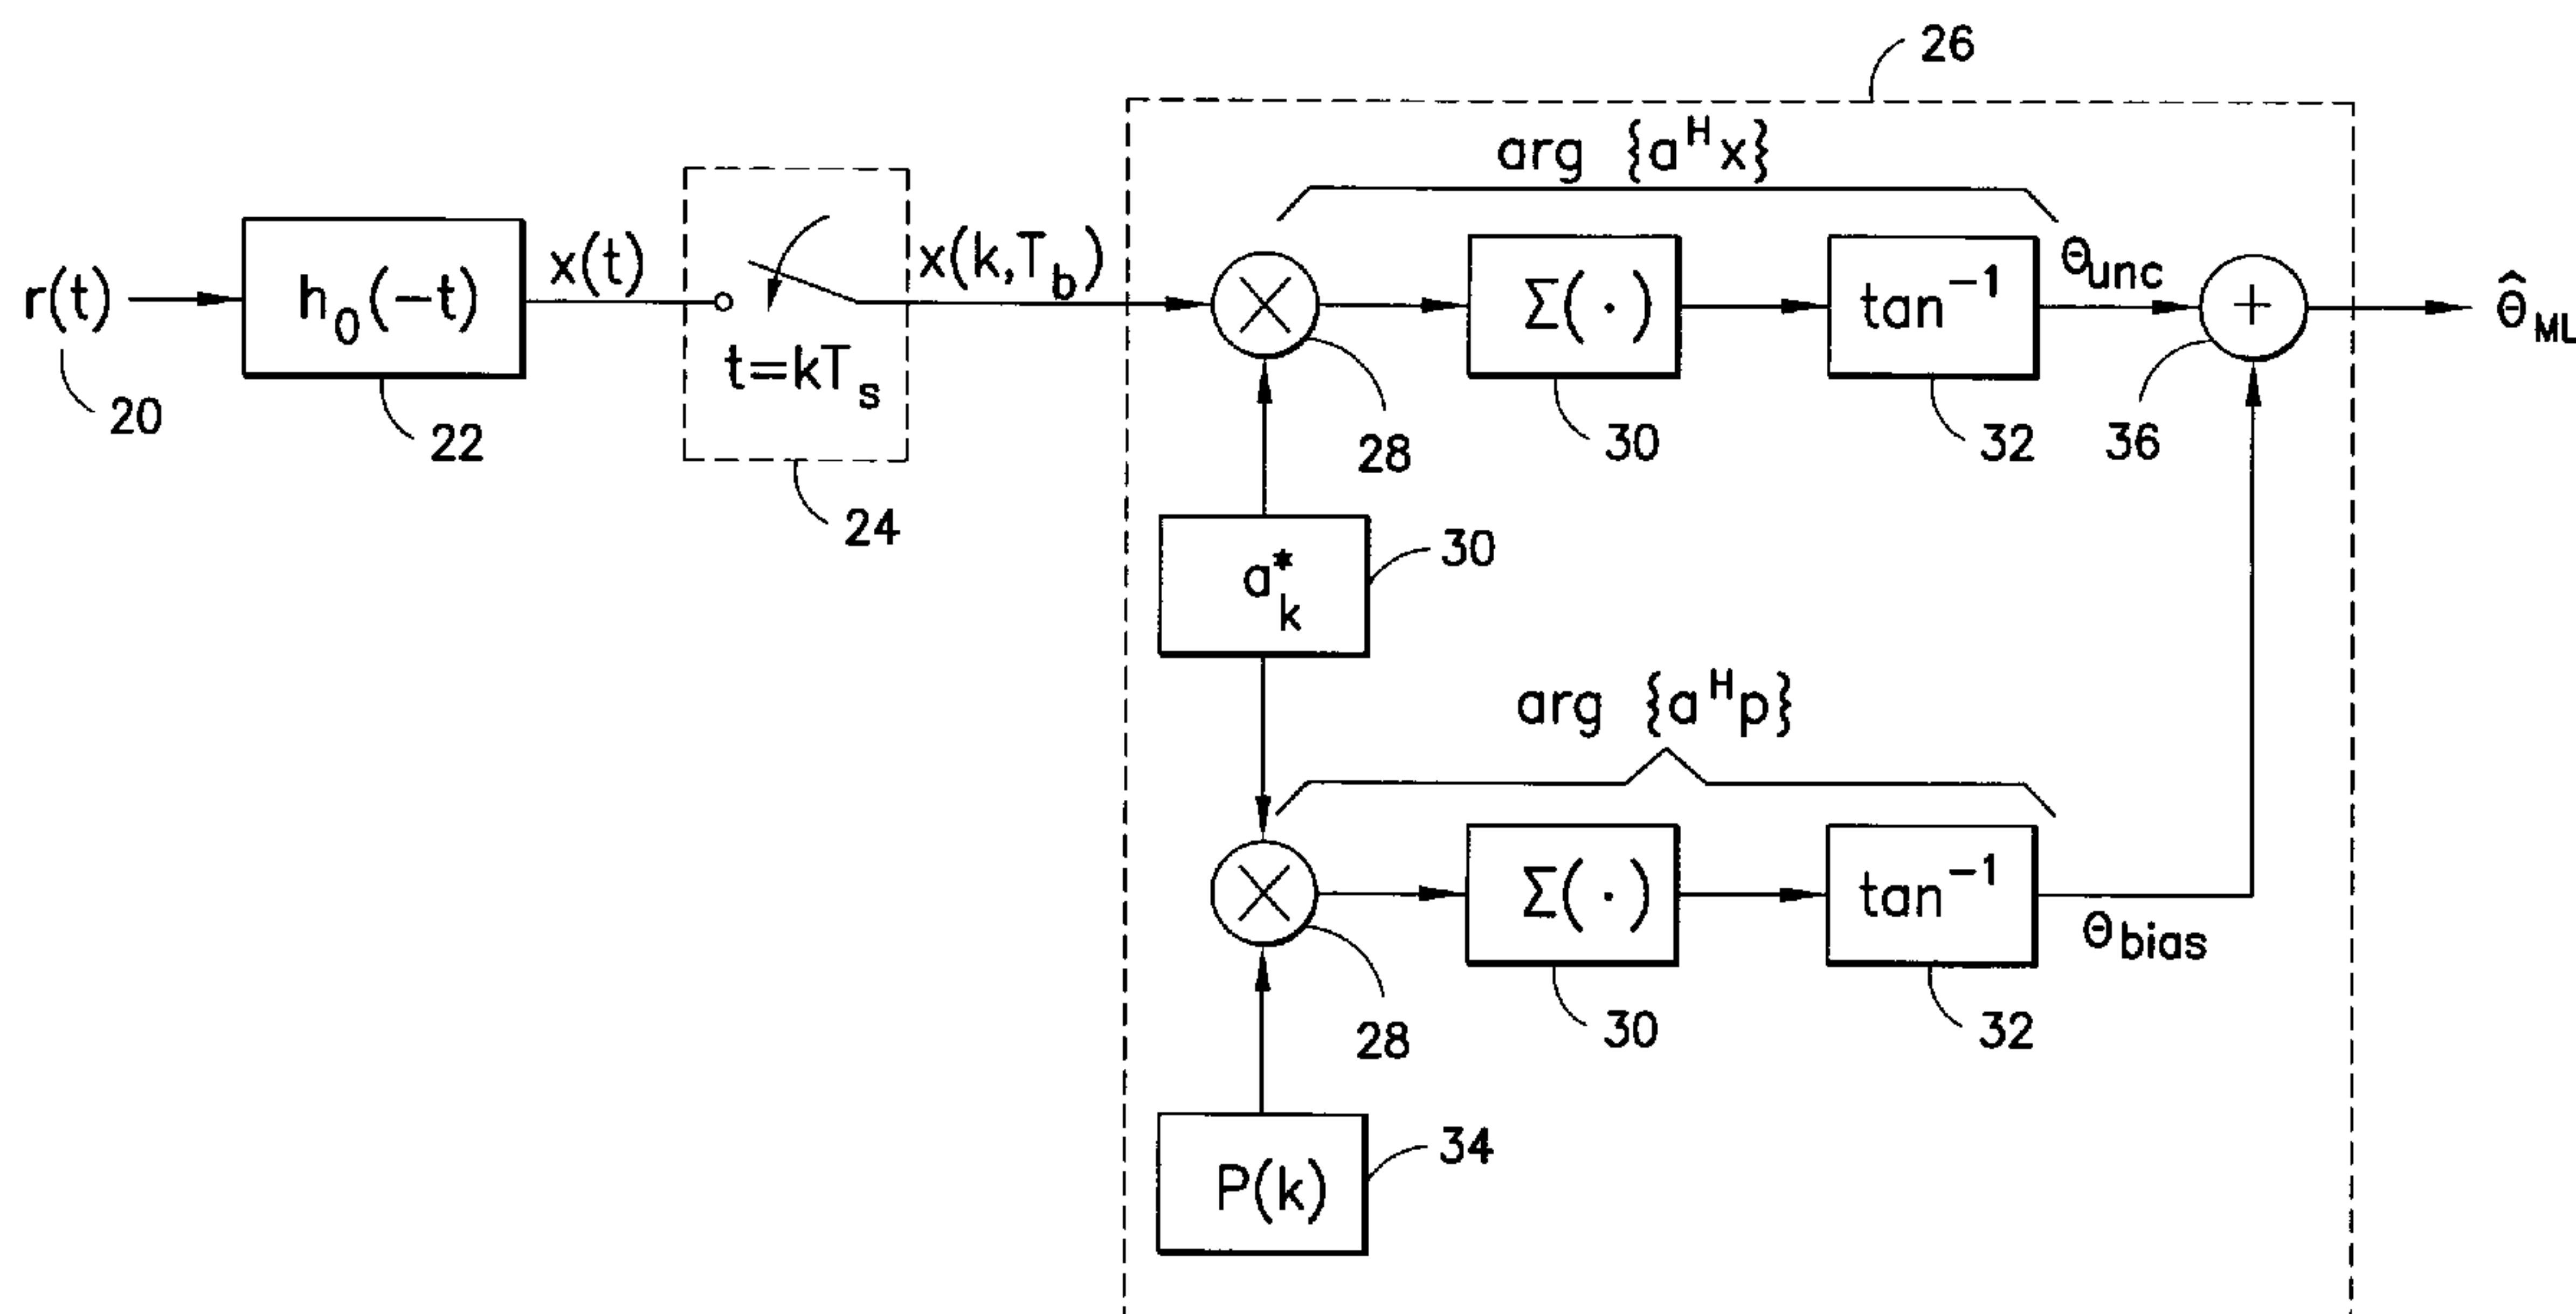 26
arg {a^H x}
r(t)
h_0(-t)
x(t)
x(k,T_b)
t=kT_s
Σ(·)
tan^-1
Θ_unc
+
Θ̂_ML
20
22
24
28
30
32
36
a*_k
30
arg {a^H p}
Σ(·)
tan^-1
Θ_bias
28
30
32
P(k)
34